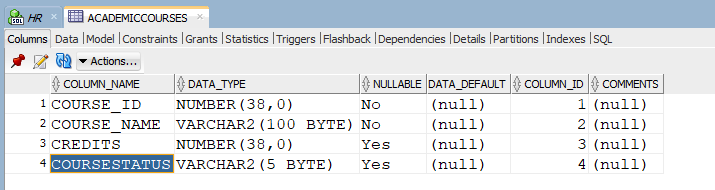 SQL HR × ACADEMICCOURSES ×
Columns Data Model Constraints Grants Statistics Triggers Flashback Dependencies Details Partitions Indexes SQL
Actions...
COLUMN_NAME DATA_TYPE NULLABLE DATA_DEFAULT COLUMN_ID COMMENTS
1 COURSE_ID NUMBER(38,0) No (null) 1 (null)
2 COURSE_NAME VARCHAR2(100 BYTE) No (null) 2 (null)
3 CREDITS NUMBER(38,0) Yes (null) 3 (null)
4 COURSESTATUS VARCHAR2(5 BYTE) Yes (null) 4 (null)